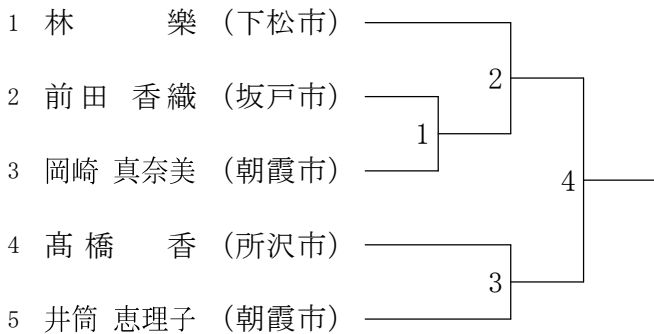 1 林 樂 (下松市)
2 前田 香織 (坂戸市)
3 岡崎 真奈美 (朝霞市)
4 髙橋 香 (所沢市)
5 井筒 恵理子 (朝霞市)
1
2
3
4